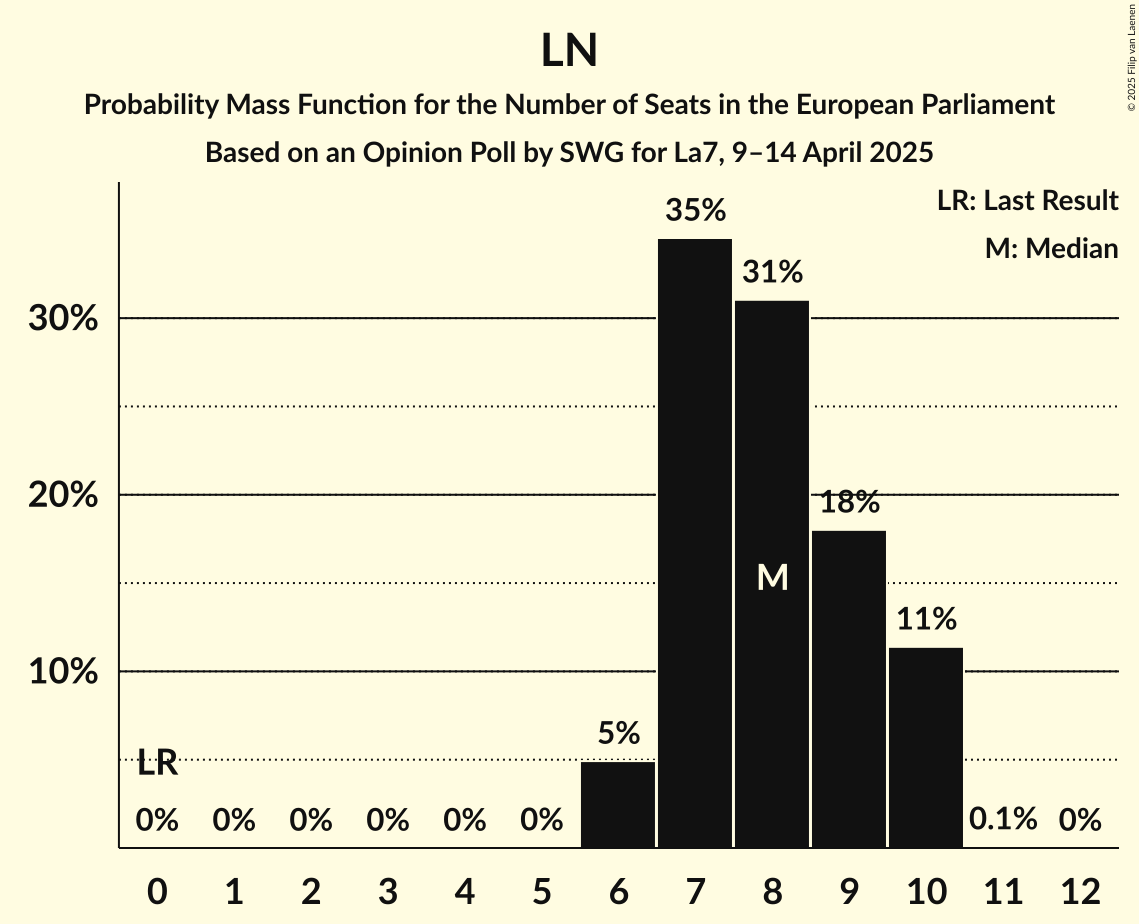 LN
Probability Mass Function for the Number of Seats in the European Parliament
Based on an Opinion Poll by SWG for La7, 9–14 April 2025
© 2025 Filip van Laenen
LR: Last Result
M: Median
35%
31%
30%
20%
18%
M
11%
10%
5%
LR
0% 0% 0% 0% 0% 0% 0.1% 0%
0 1 2 3 4 5 6 7 8 9 10 11 12